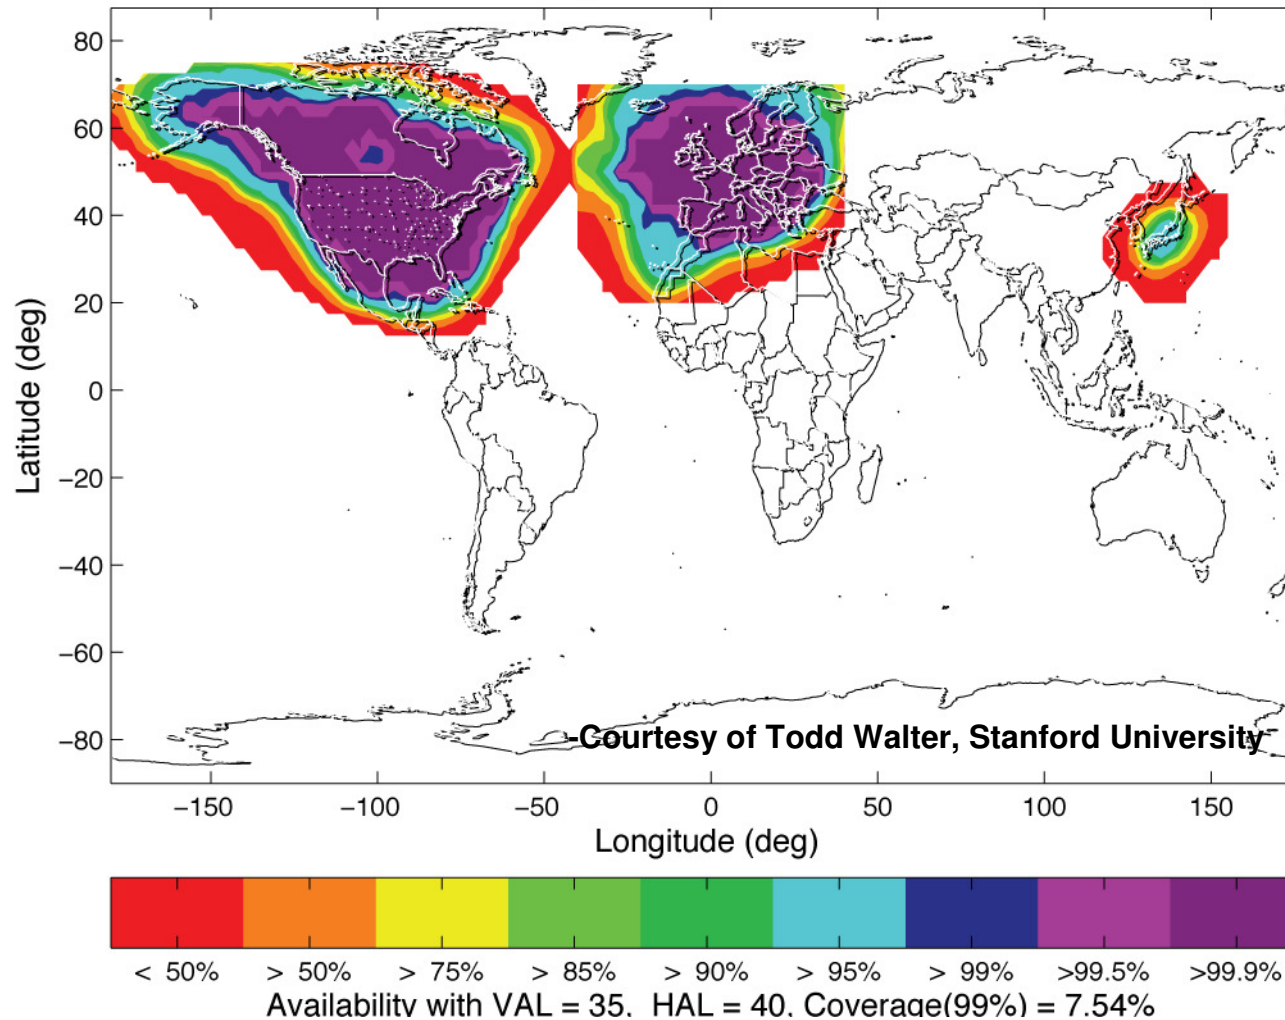 80
60
40
20
0
−20
−40
−60
−80
Latitude (deg)
-Courtesy of Todd Walter, Stanford University
−150 −100 −50 0 50 100 150
Longitude (deg)
< 50% > 50% > 75% > 85% > 90% > 95% > 99% >99.5% >99.9%
Availability with VAL = 35, HAL = 40, Coverage(99%) = 7.54%